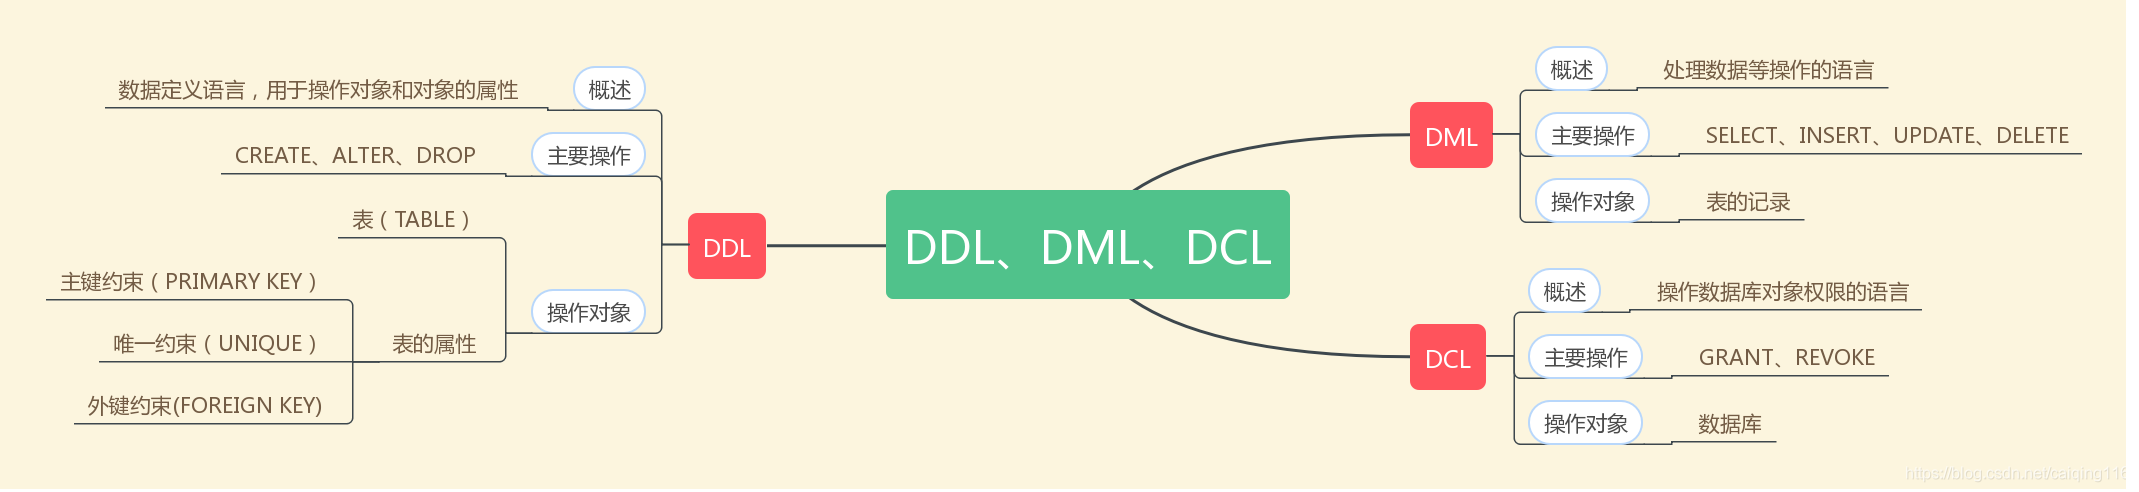 DDL、DML、DCL
DDL
概述
数据定义语言，用于操作对象和对象的属性
主要操作
CREATE、ALTER、DROP
操作对象
表（TABLE）
表的属性
主键约束（PRIMARY KEY）
唯一约束（UNIQUE）
外键约束(FOREIGN KEY)
DML
概述
处理数据等操作的语言
主要操作
SELECT、INSERT、UPDATE、DELETE
操作对象
表的记录
DCL
概述
操作数据库对象权限的语言
主要操作
GRANT、REVOKE
操作对象
数据库
https://blog.csdn.net/caiqing116